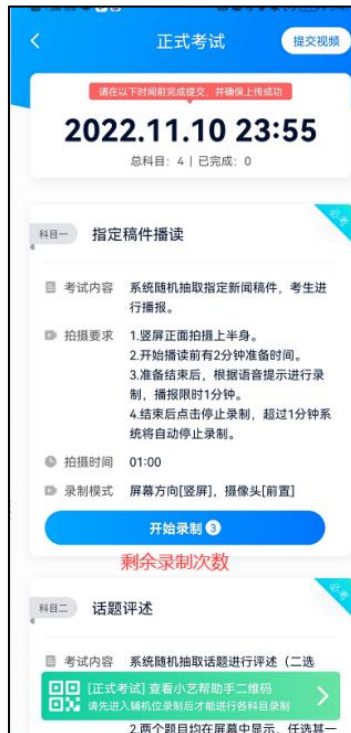 正式考试
提交视频
请在以下时间前完成提交，并确保上传成功
2022.11.10 23:55
总科目：4 | 已完成：0
科目一
指定稿件播读
必考
考试内容
系统随机抽取指定新闻稿件，考生进
行播报。
拍摄要求
1.竖屏正面拍摄上半身。
2.开始播读前有2分钟准备时间。
3.准备结束后，根据语音提示进行录
制，播报限时1分钟。
4.结束后点击停止录制，超过1分钟系
统将自动停止录制。
拍摄时间
01:00
录制模式
屏幕方向[竖屏]，摄像头[前置]
开始录制 3
剩余录制次数
科目二
话题评述
必考
考试内容
系统随机抽取话题进行评述（二选
[正式考试] 查看小艺帮助手二维码
请先进入辅机位录制后才能进行各科目录制
2.两个题目均在屏幕中显示，任选其一